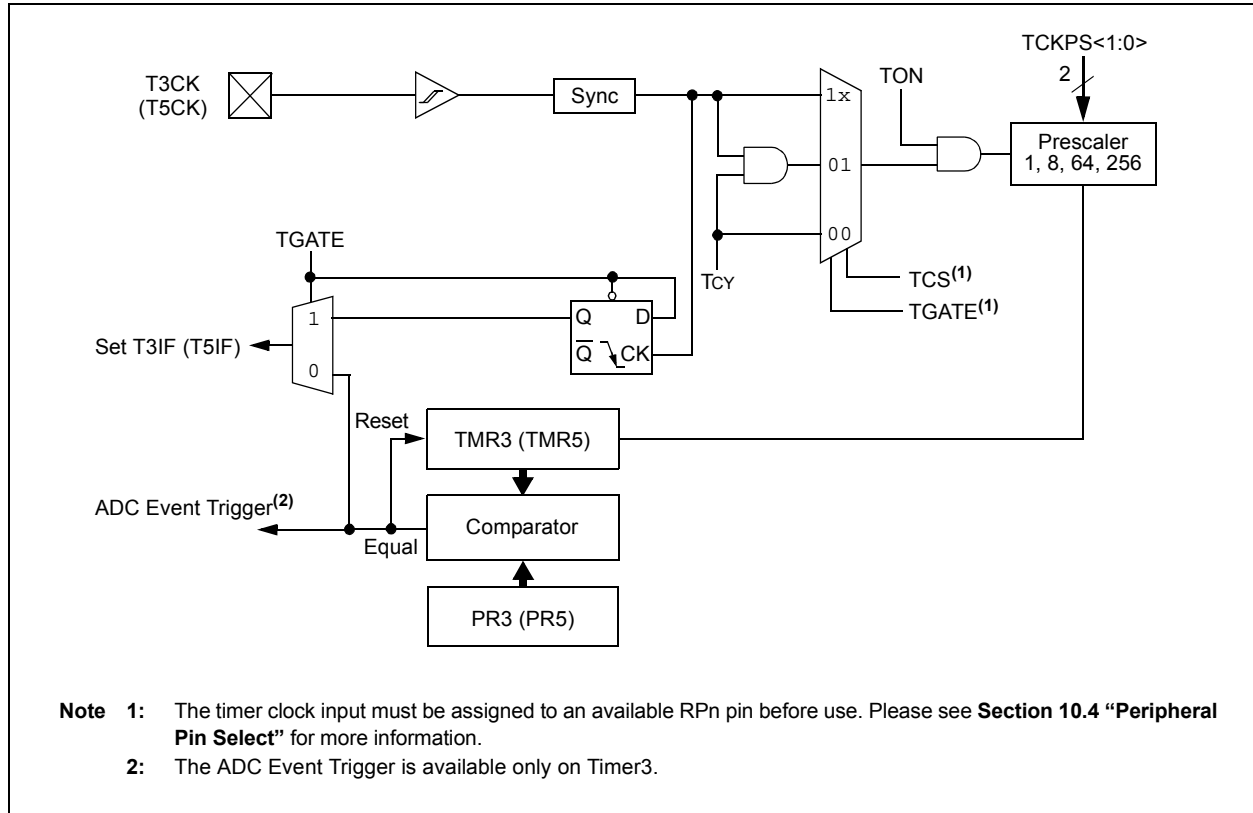 TCKPS<1:0>
2
T3CK
(T5CK)
TON
Sync
1x
Prescaler
1, 8, 64, 256
01
00
TGATE
TCY
TCS(1)
TGATE(1)
1
Q
D
Set T3IF (T5IF)
Q
CK
0
Reset
TMR3 (TMR5)
ADC Event Trigger(2)
Comparator
Equal
PR3 (PR5)
Note 1: The timer clock input must be assigned to an available RPn pin before use. Please see Section 10.4 “Peripheral
Pin Select” for more information.
2: The ADC Event Trigger is available only on Timer3.